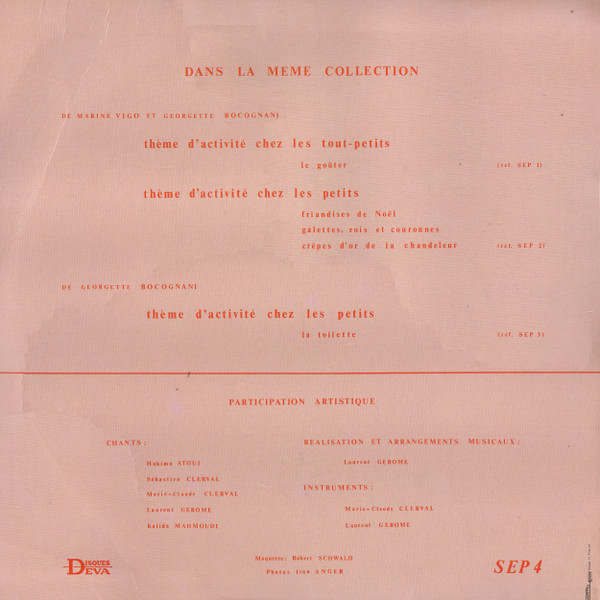 DANS LA MEME COLLECTION
DE MARINE VIGO ET GEORGETTE BOCOGNANI
thème d'activité chez les tout-petits
le goûter (réf. SEP 1)
thème d'activité chez les petits
friandises de Noël
galettes, rois et couronnes
crêpes d'or de la chandeleur (réf. SEP 2)
DE GEORGETTE BOCOGNANI
thème d'activité chez les petits
la toilette (réf. SEP 3)
PARTICIPATION ARTISTIQUE
CHANTS:
Hakima ATOUI
Sébastien CLERVAL
Marie-Claude CLERVAL
Laurent GEROME
Kalida MAHMOUDI
REALISATION ET ARRANGEMENTS MUSICAUX:
Laurent GEROME
INSTRUMENTS:
Marie-Claude CLERVAL
Laurent GEROME
DISQUES DEVA
Maquette: Robert SCHWALD
Photos: ANGER
SEP 4